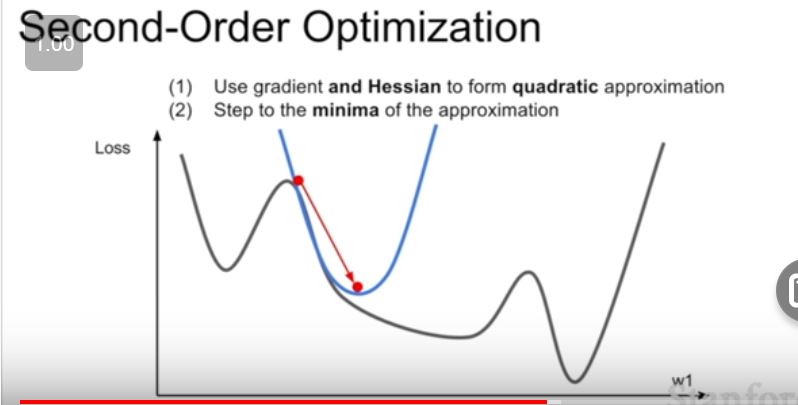 Second-Order Optimization
1.00
(1) Use gradient and Hessian to form quadratic approximation
(2) Step to the minima of the approximation
Loss
w1